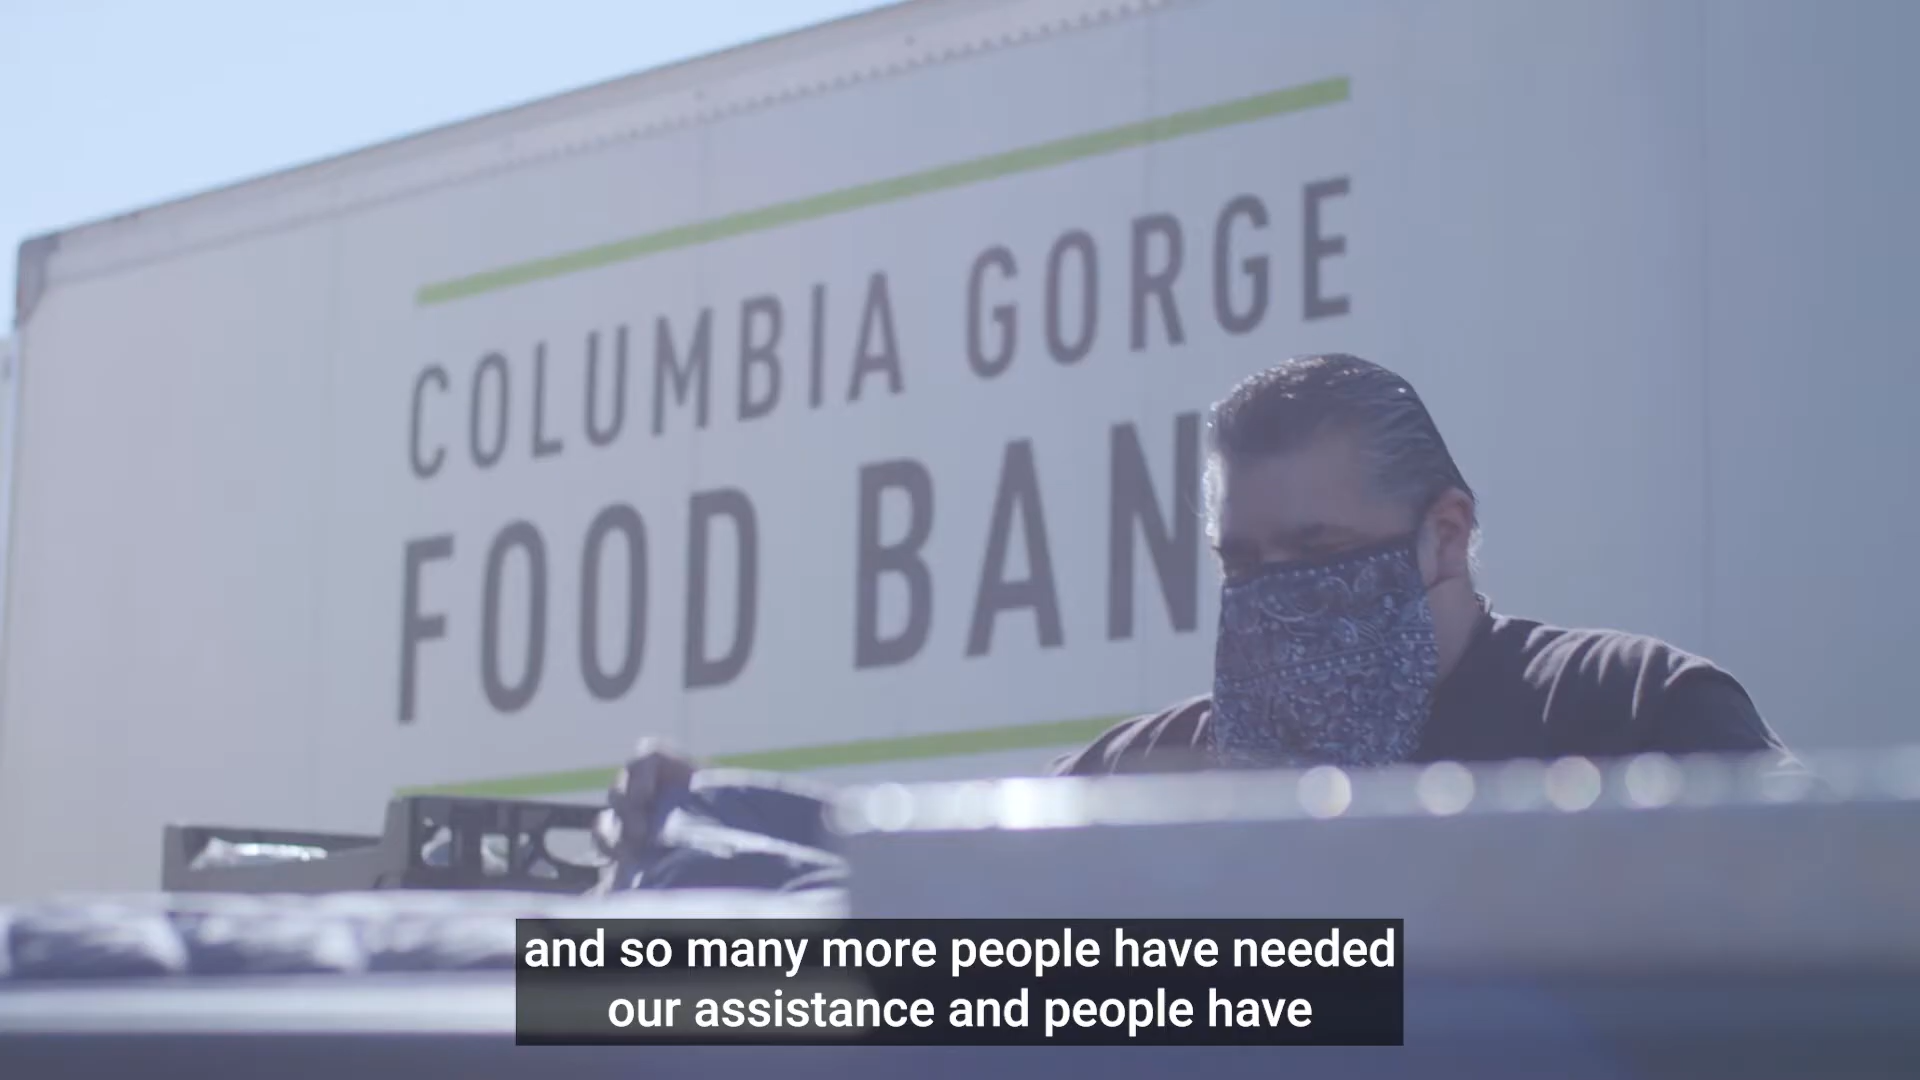 COLUMBIA GORGE
FOOD BAN
and so many more people have needed
our assistance and people have